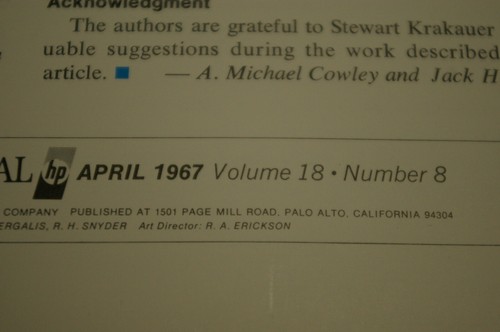 Acknowledgment
The authors are grateful to Stewart Krakauer
uable suggestions during the work described
article. ■ — A. Michael Cowley and Jack H
AL hp APRIL 1967 Volume 18 • Number 8
COMPANY PUBLISHED AT 1501 PAGE MILL ROAD, PALO ALTO, CALIFORNIA 94304
ERGALIS, R. H. SNYDER Art Director: R. A. ERICKSON